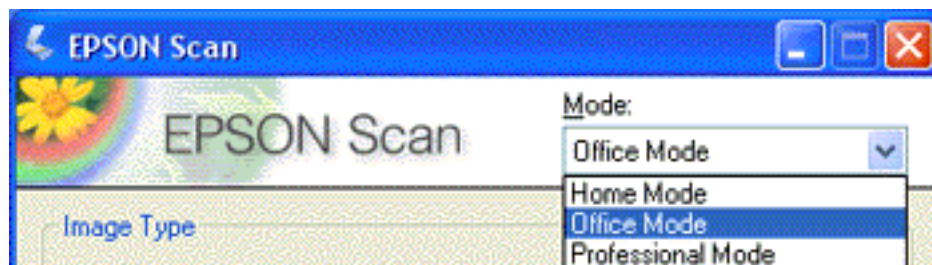 EPSON Scan
EPSON Scan
Mode:
Office Mode
Home Mode
Office Mode
Professional Mode
Image Type